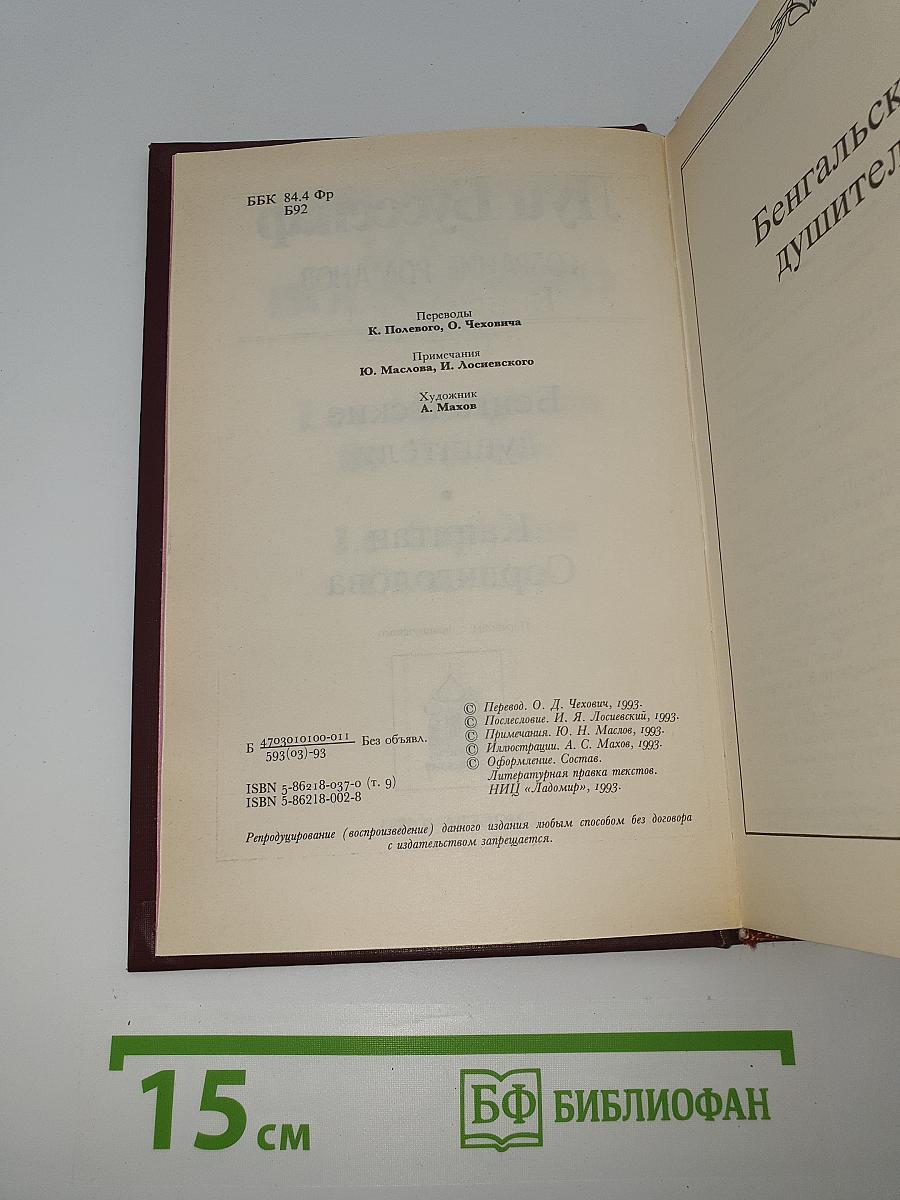 ББК 84.4 Фр
Б92
Переводы
К. Полевого, О. Чеховича
Примечания
Ю. Маслова, И. Лосиевского
Художник
А. Махов
Б 4703010100-011 Без объявл.
593(03)-93
ISBN 5-86218-037-0 (т. 9)
ISBN 5-86218-002-8
© Перевод. О. Д. Чехович, 1993.
© Послесловие. И. Я. Лосиевский, 1993.
© Примечания. Ю. Н. Маслов, 1993.
© Иллюстрации. А. С. Махов, 1993.
© Оформление. Состав.
Литературная правка текстов.
НИЦ «Ладомир», 1993.
Репродуцирование (воспроизведение) данного издания любым способом без договора
с издательством запрещается.
Бенгальск
душител
15 см
БФ БИБЛИОФАН